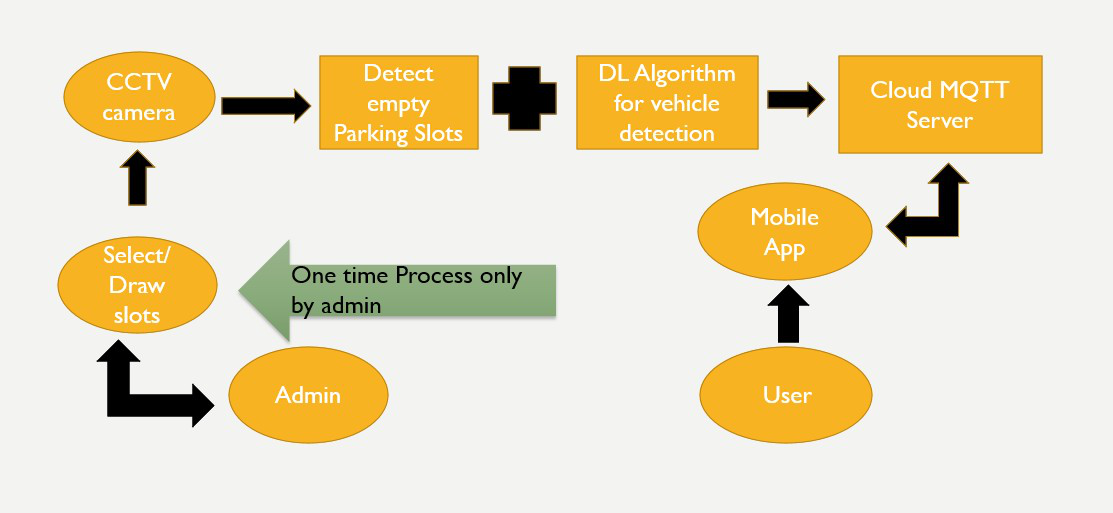 CCTV
camera
Detect
empty
Parking Slots
DL Algorithm
for vehicle
detection
Cloud MQTT
Server
Mobile
App
Select/
Draw
slots
One time Process only
by admin
Admin
User